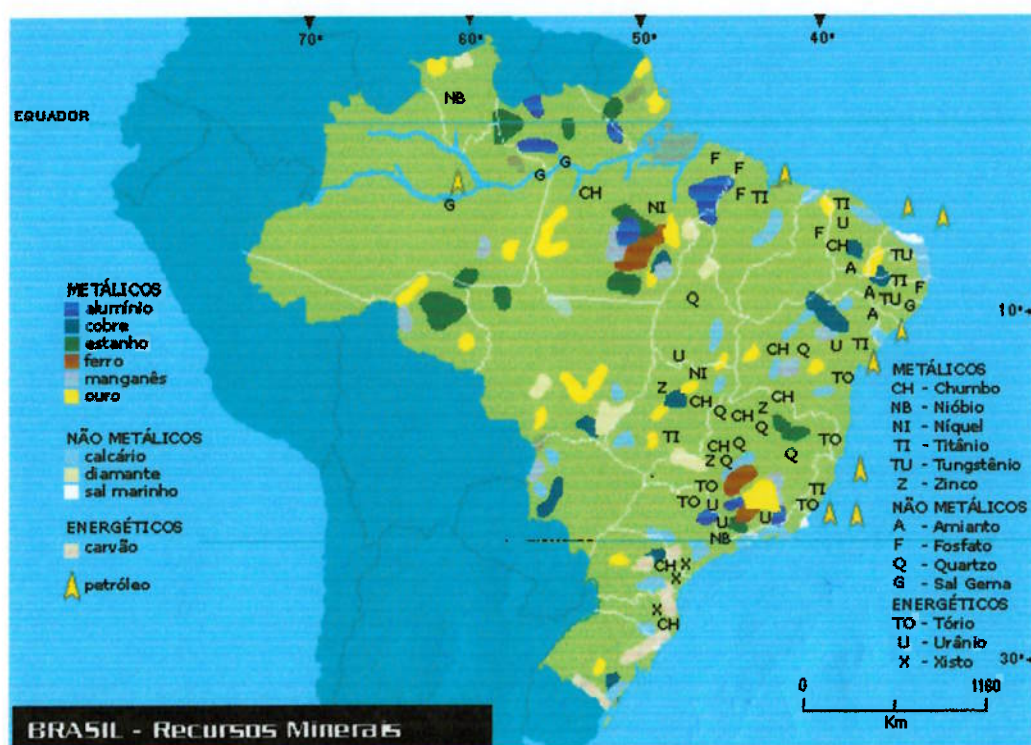 70° 60° 50° 40°
EQUADOR
NB
G
G
CH
G
NI
F
F
F
TI
TI
U
F
CH
TU
A
TI
F
A
TU
G
A
Q
10°
U
CH
Q
U
TI
NI
TO
Z
CH
Q
CH
CH
Z
Q
TI
CH
Q
TO
Z
Q
Q
TO
TO
U
TI
TO
U
U
NB
CH
X
X
X
CH
30°
METÁLICOS
alumínio
cobre
estanho
ferro
manganês
ouro
NÃO METÁLICOS
calcário
diamante
sal marinho
ENERGÉTICOS
carvão
petróleo
METÁLICOS
CH - Chumbo
NB - Nióbio
NI - Níquel
TI - Titânio
TU - Tungstênio
Z - Zinco
NÃO METÁLICOS
A - Amianto
F - Fosfato
Q - Quartzo
G - Sal Gema
ENERGÉTICOS
TO - Tório
U - Urânio
X - Xisto
0 1160
Km
BRASIL - Recursos Minerais